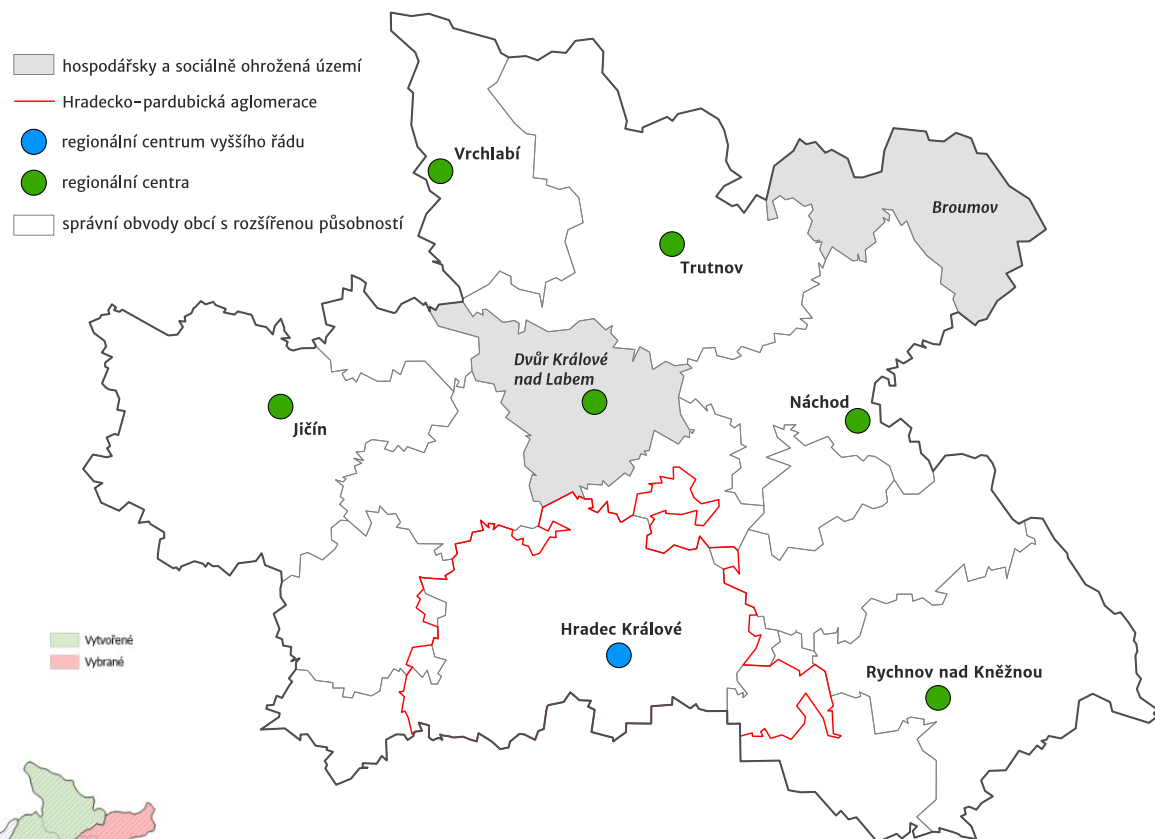 hospodářsky a sociálně ohrožená území
Hradecko-pardubická aglomerace
regionální centrum vyššího řádu
regionální centra
správní obvody obcí s rozšířenou působností
Vrchlabí
Broumov
Trutnov
Dvůr Králové
nad Labem
Náchod
Jičín
Hradec Králové
Vytvořené
Vybrané
Rychnov nad Kněžnou